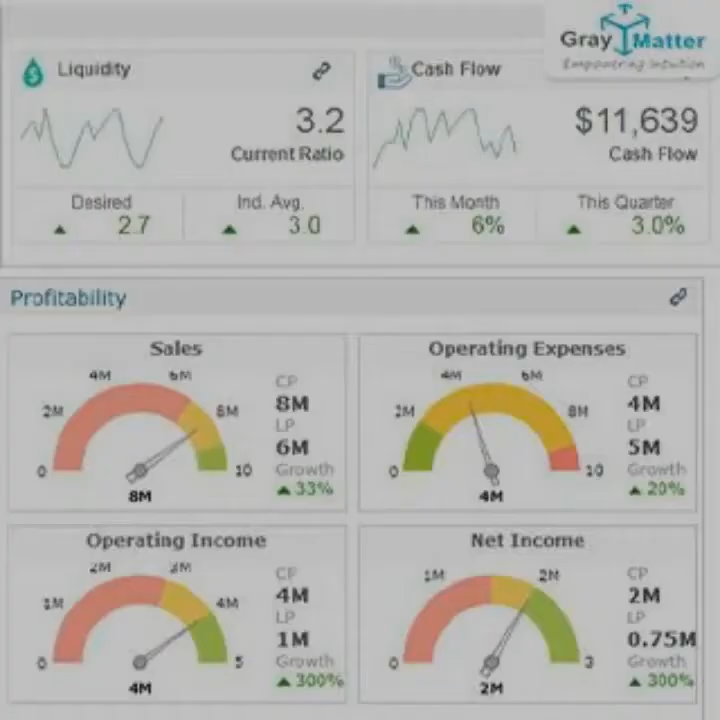 Gray Matter
Empowering Intuition
Liquidity
3.2
Current Ratio
Desired
2.7
Ind. Avg.
3.0
Cash Flow
$11,639
Cash Flow
This Month
6%
This Quarter
3.0%
Profitability
Sales
0
2M
4M
6M
8M
10
8M
CP
8M
LP
6M
Growth
33%
Operating Expenses
0
2M
4M
6M
8M
10
4M
CP
4M
LP
5M
Growth
20%
Operating Income
0
1M
2M
3M
4M
5
4M
CP
4M
LP
1M
Growth
300%
Net Income
0
1M
2M
3
2M
CP
2M
LP
0.75M
Growth
300%